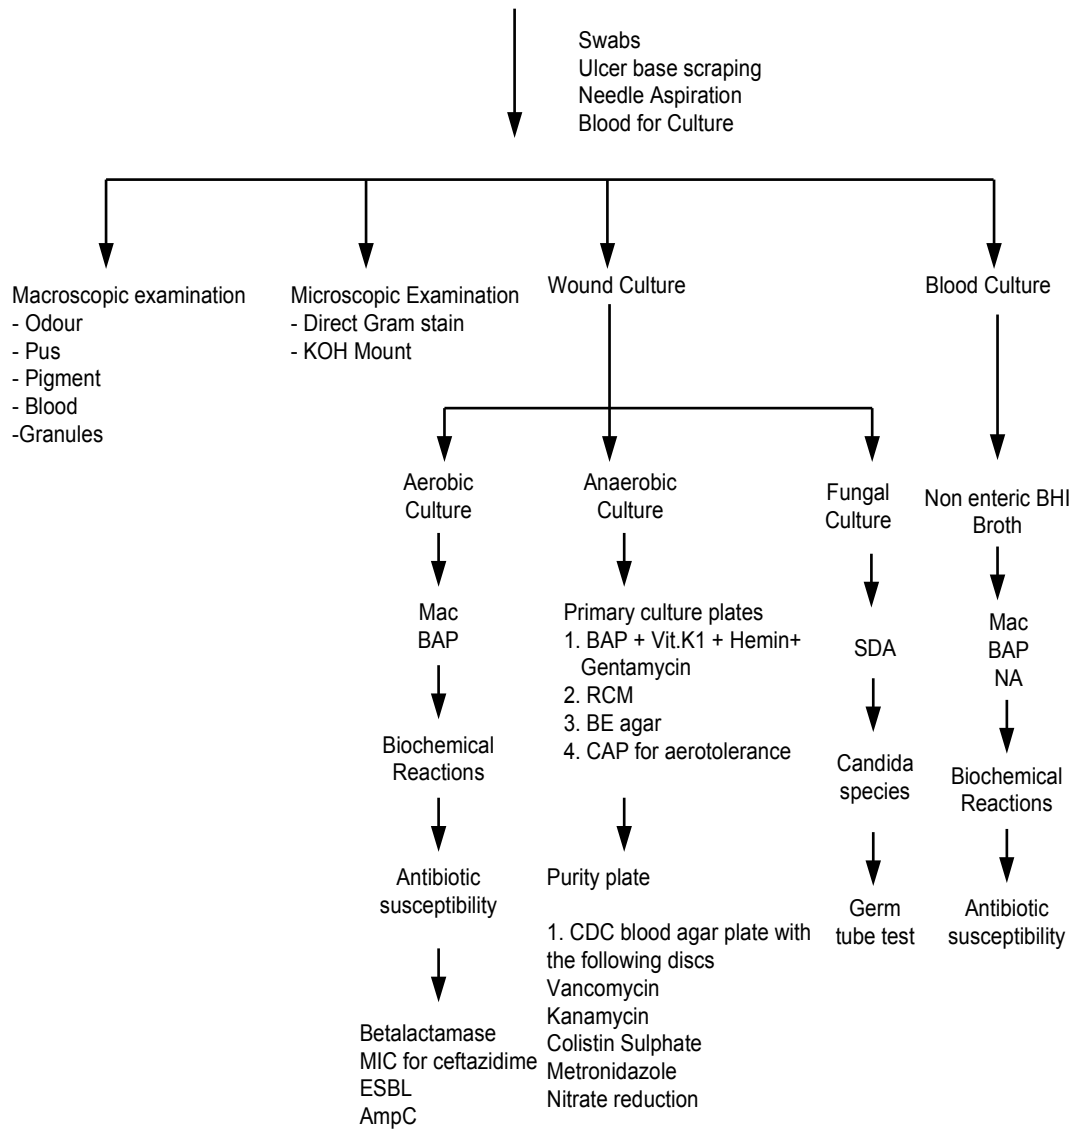 Swabs
Ulcer base scraping
Needle Aspiration
Blood for Culture
Macroscopic examination
- Odour
- Pus
- Pigment
- Blood
-Granules
Microscopic Examination
- Direct Gram stain
- KOH Mount
Wound Culture
Blood Culture
Aerobic
Culture
Mac
BAP
Biochemical
Reactions
Antibiotic
susceptibility
Betalactamase
MIC for ceftazidime
ESBL
AmpC
Anaerobic
Culture
Primary culture plates
1. BAP + Vit.K1 + Hemin+
Gentamycin
2. RCM
3. BE agar
4. CAP for aerotolerance
Purity plate
1. CDC blood agar plate with
the following discs
Vancomycin
Kanamycin
Colistin Sulphate
Metronidazole
Nitrate reduction
Fungal
Culture
SDA
Candida
species
Germ
tube test
Non enteric BHI
Broth
Mac
BAP
NA
Biochemical
Reactions
Antibiotic
susceptibility